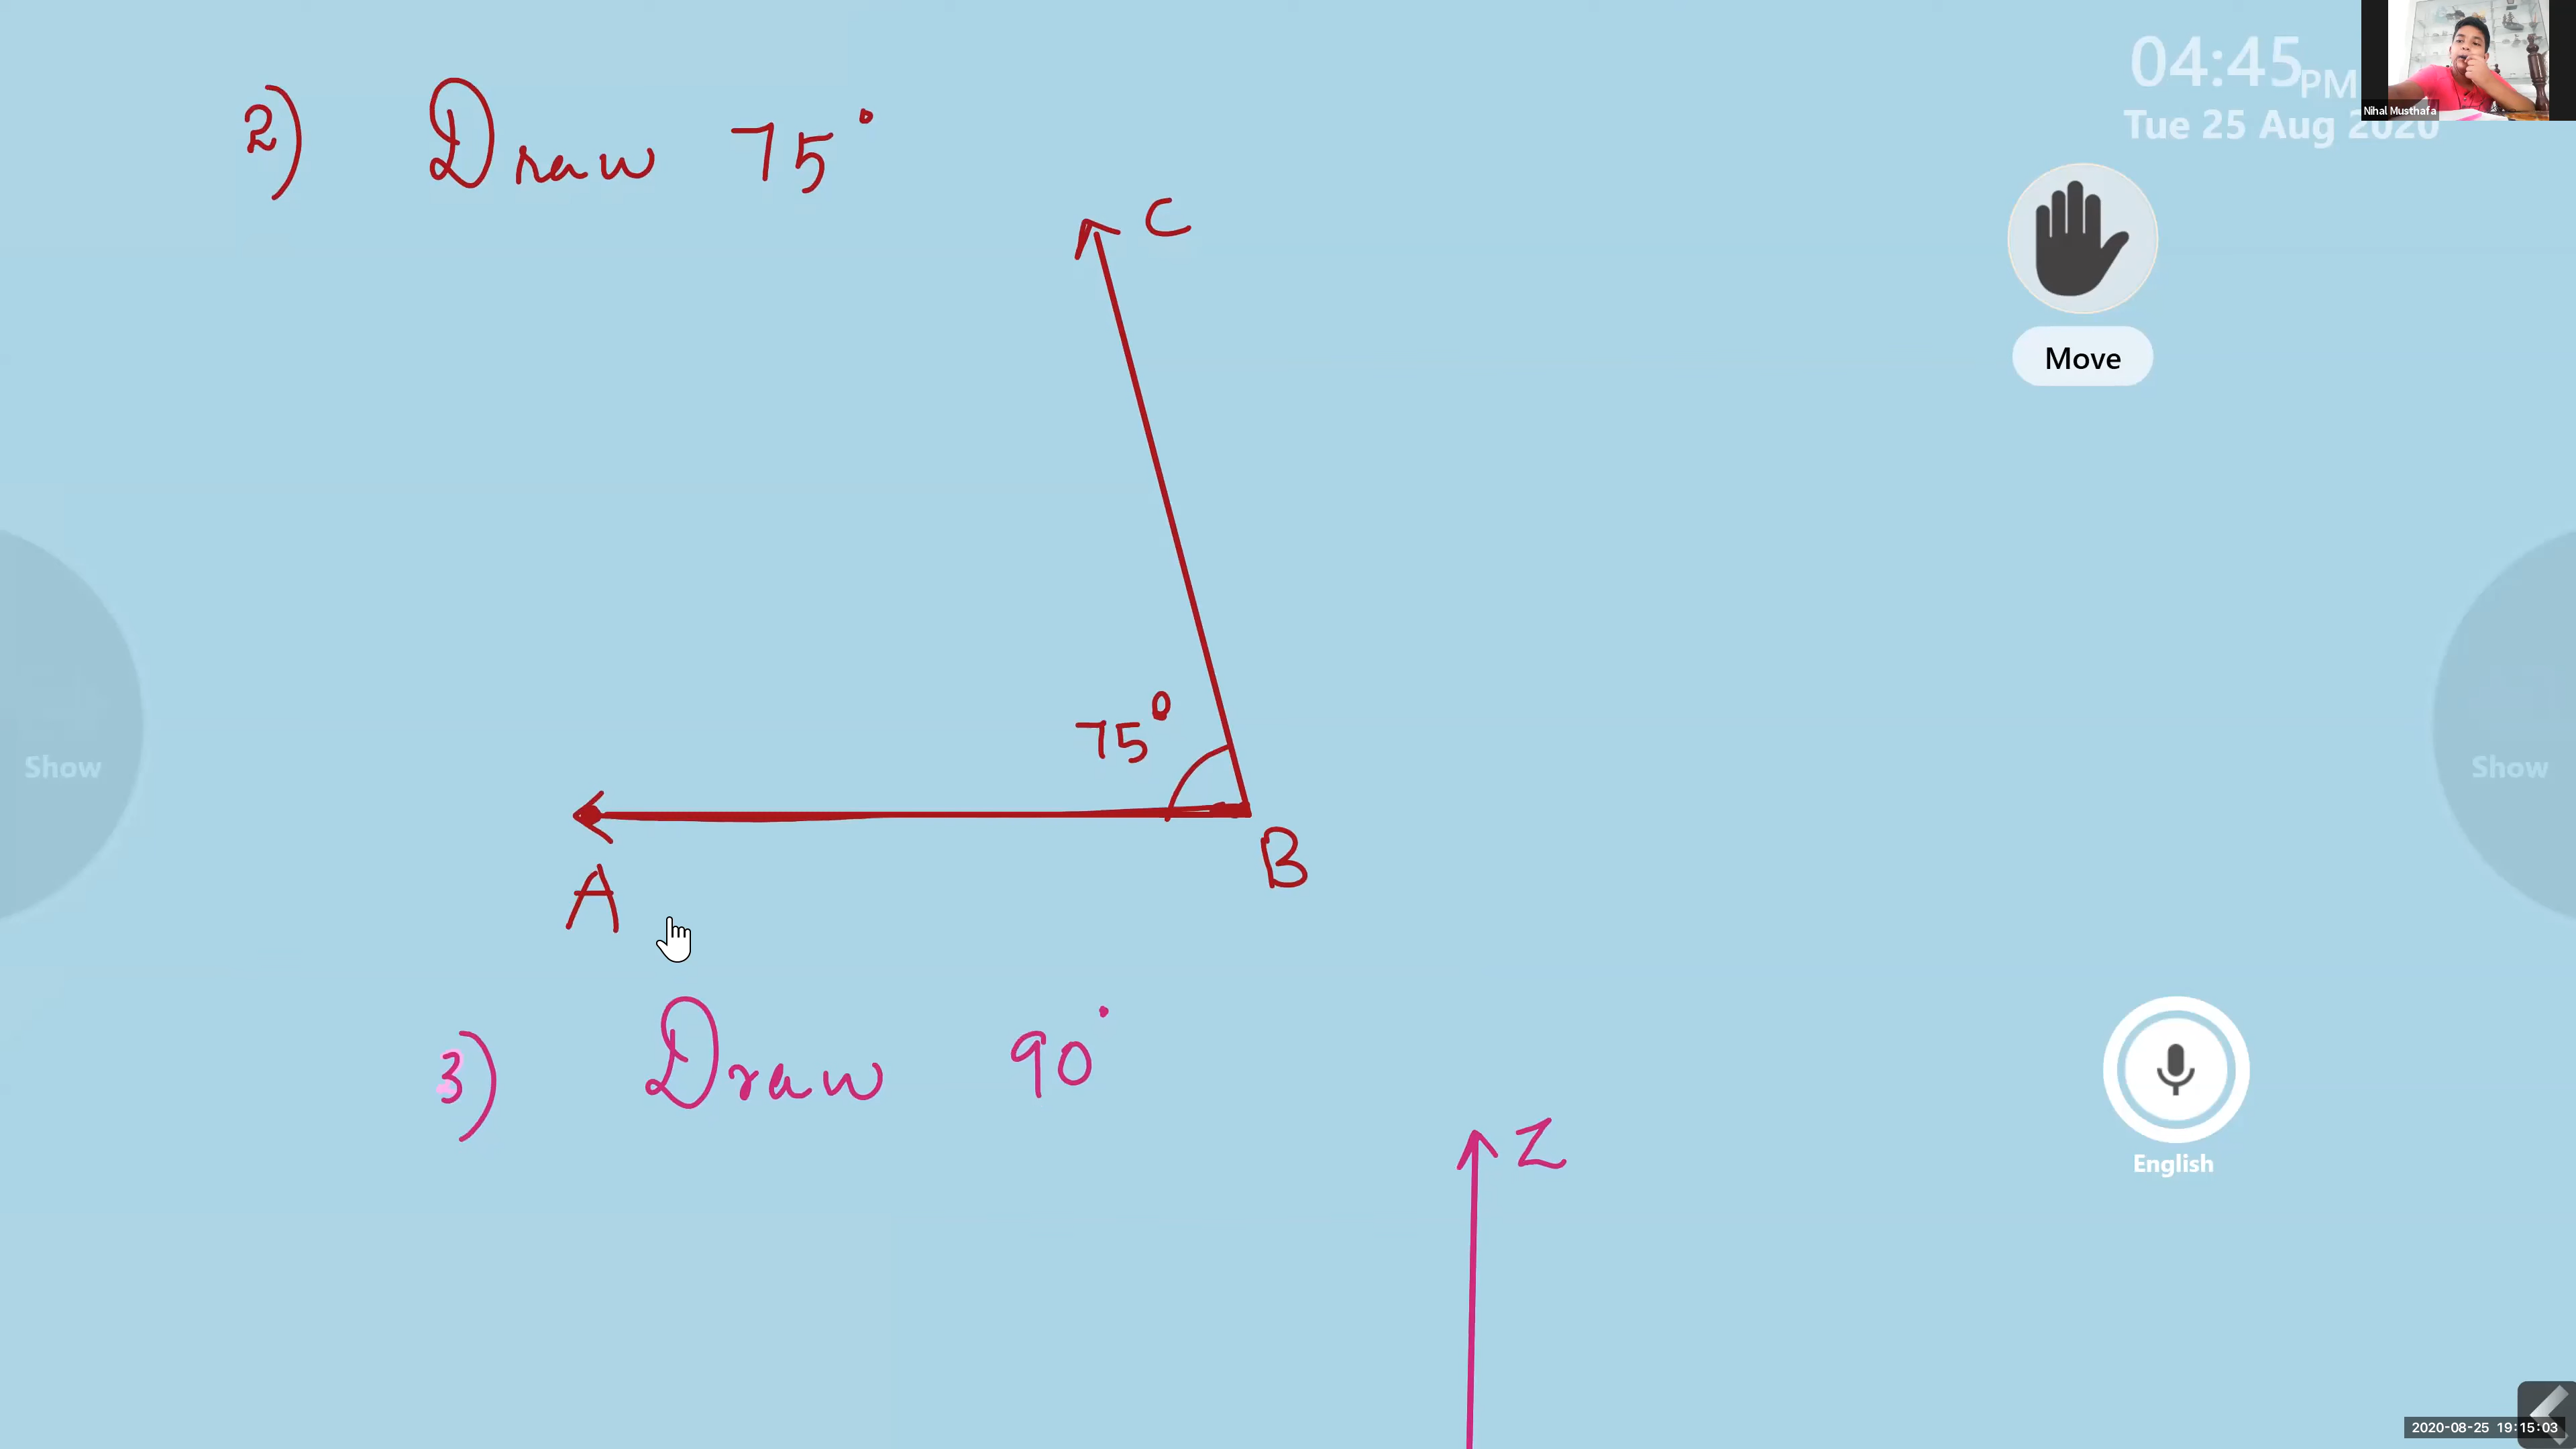 04:45PM
Tue 25 Aug 2020
Nihal Musthafa
2) Draw 75°
C
Move
75°
Show
Show
A
B
3) Draw 90°
Z
English
2020-08-25 19:15:03